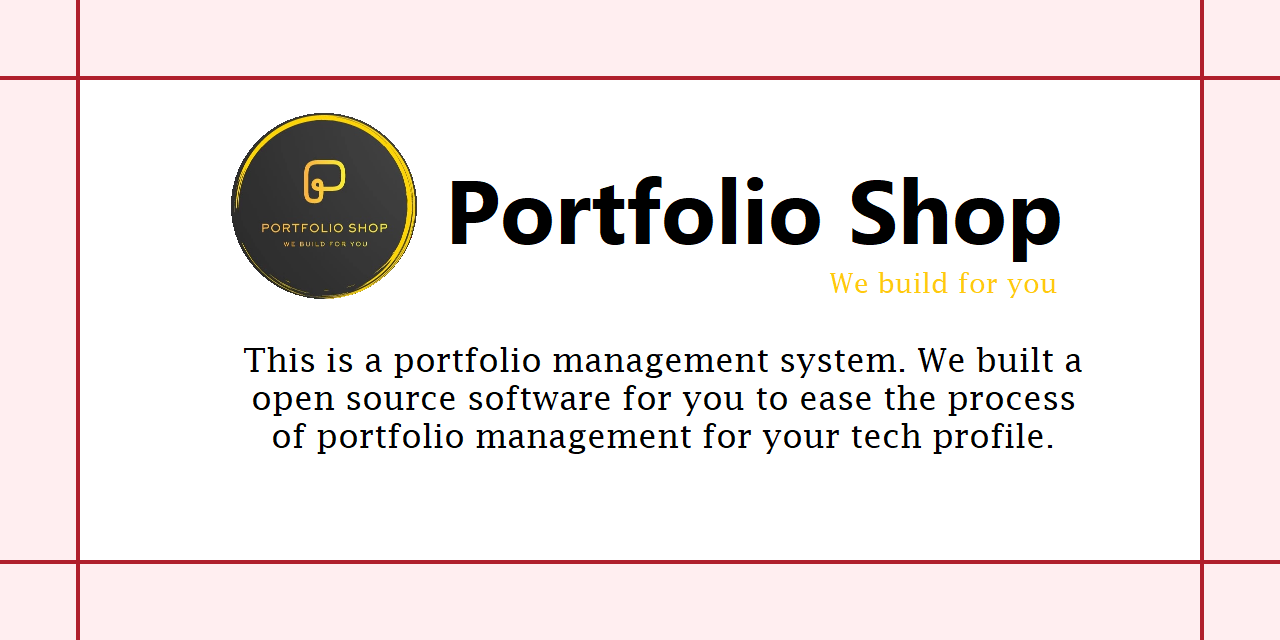 PORTFOLIO SHOP
WE BUILD FOR YOU
Portfolio Shop
We build for you
This is a portfolio management system. We built a
open source software for you to ease the process
of portfolio management for your tech profile.